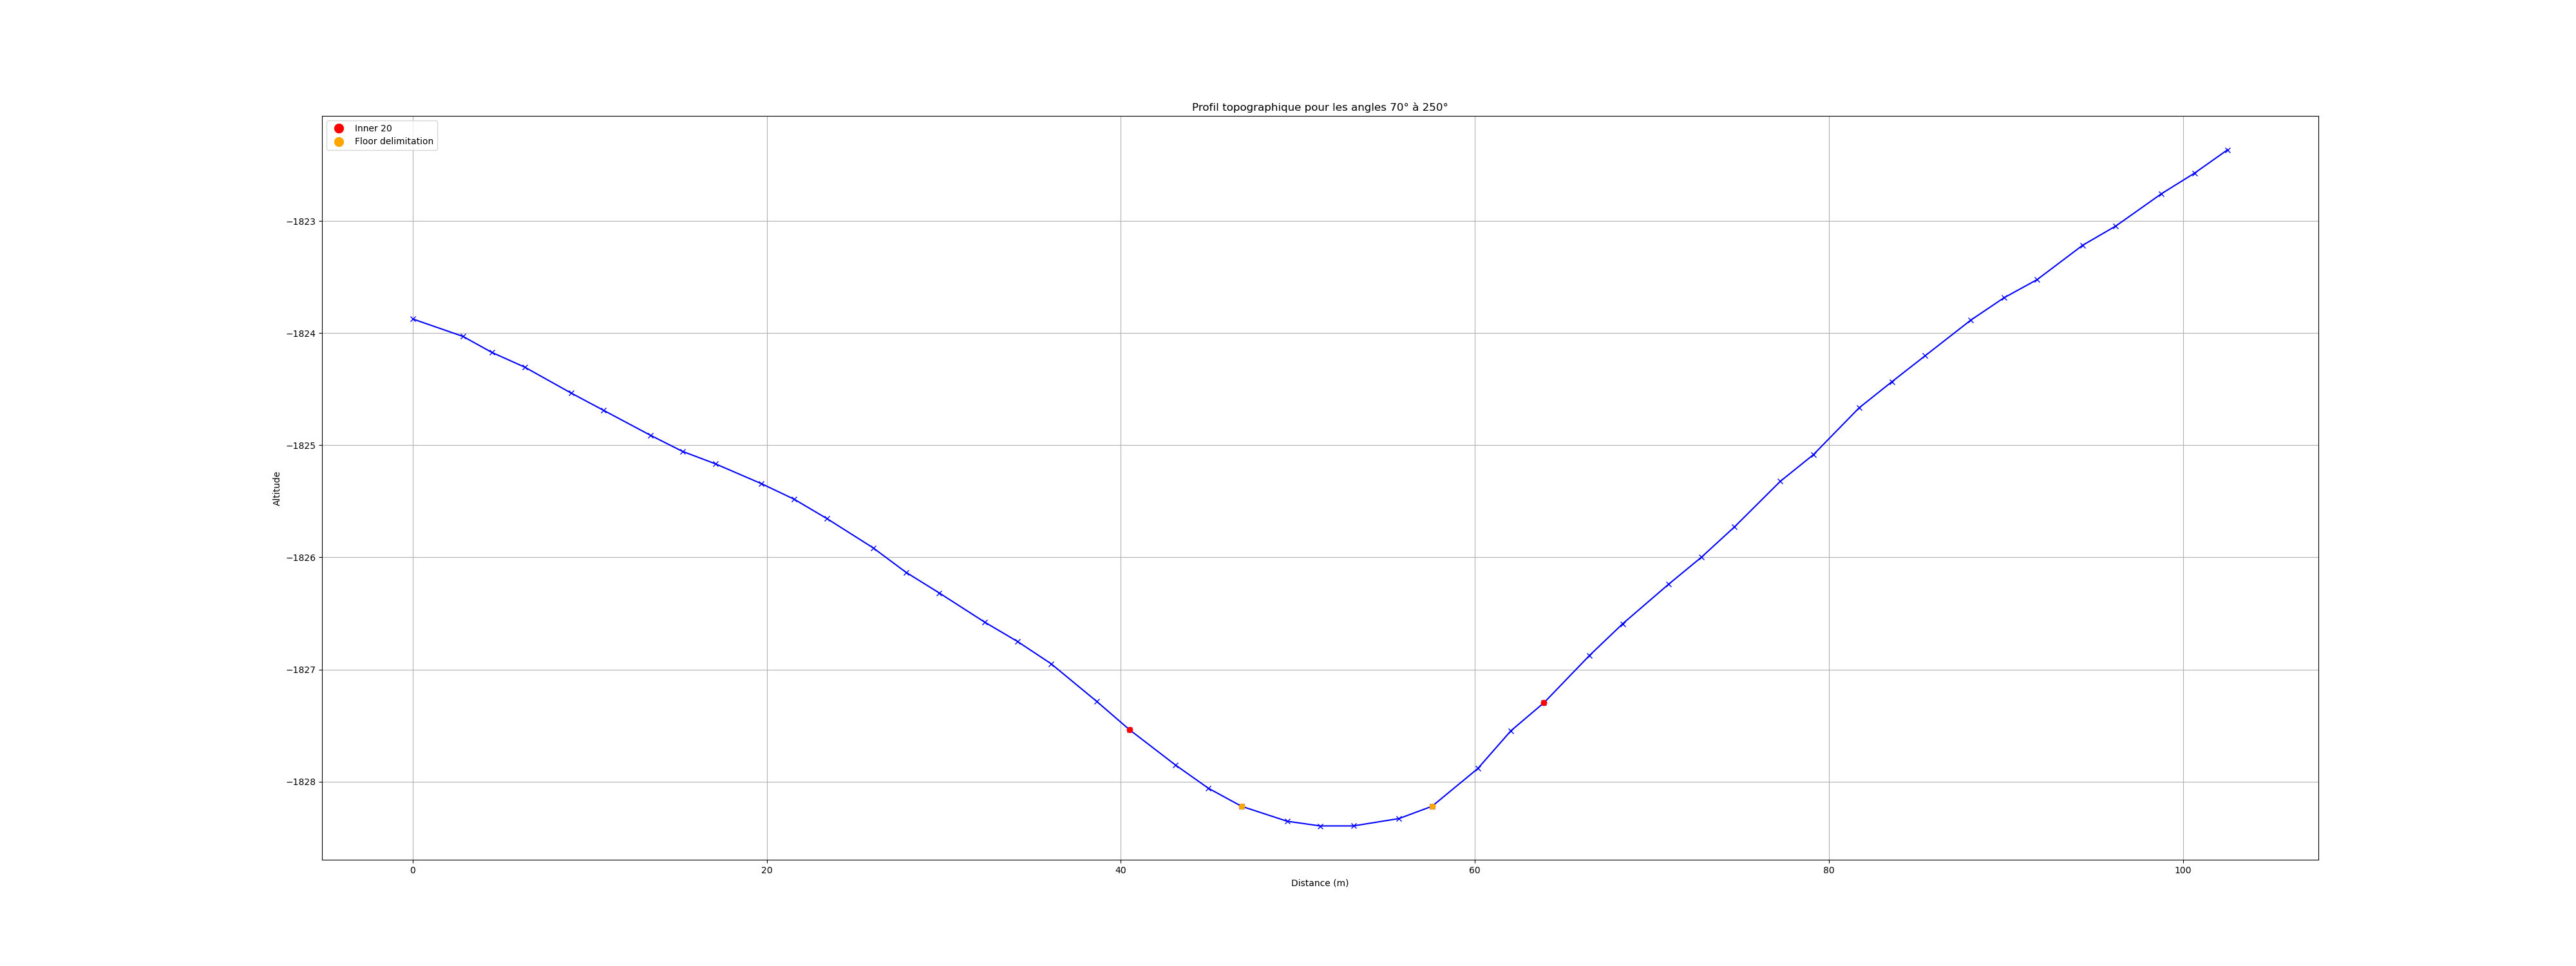 Profil topographique pour les angles 70° à 250°
Inner 20
Floor delimitation
Altitude
−1823
−1824
−1825
−1826
−1827
−1828
0
20
40
60
80
100
Distance (m)